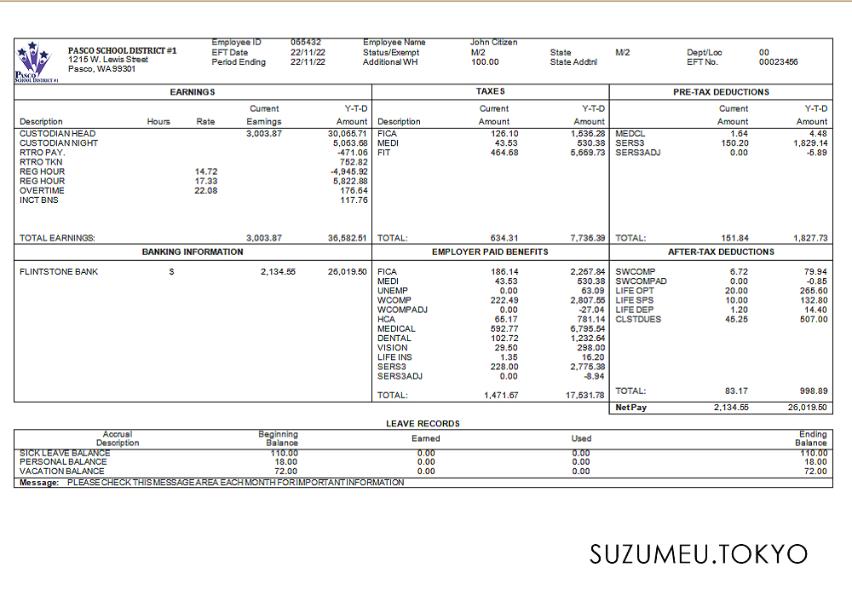 PASCO SCHOOL DISTRICT #1
1215 W. Lewis Street
Pasco, WA 99301
PASCO
SCHOOL DISTRICT #1
Employee ID 065432 Employee Name John Citizen
EFT Date 22/11/22 Status/Exempt M/2 State M/2 Dept/Loc 00
Period Ending 22/11/22 Additional WH 100.00 State Addtnl EFT No. 00023456
EARNINGS TAXES PRE-TAX DEDUCTIONS
Current Y-T-D Current Y-T-D Current Y-T-D
Description Hours Rate Earnings Amount Description Amount Amount Amount Amount
CUSTODIAN HEAD 3,003.87 30,065.71 FICA 126.10 1,536.28 MEDCL 1.64 4.48
CUSTODIAN NIGHT 5,063.68 MEDI 43.53 530.38 SERS3 150.20 1,829.14
RTRO PAY. -471.06 FIT 464.68 5,669.73 SERS3ADJ 0.00 -5.89
RTRO TKN 752.82
REG HOUR 14.72 -4,945.92
REG HOUR 17.33 5,822.88
OVERTIME 22.08 176.64
INCT BNS 117.76
TOTAL EARNINGS: 3,003.87 36,582.51 TOTAL: 634.31 7,736.39 TOTAL: 151.84 1,827.73
BANKING INFORMATION EMPLOYER PAID BENEFITS AFTER-TAX DEDUCTIONS
FLINTSTONE BANK S 2,134.55 26,019.50 FICA 186.14 2,267.84 SWCOMP 6.72 79.94
MEDI 43.53 530.38 SWCOMPAD 0.00 -0.85
UNEMP 0.00 63.09 LIFE OPT 20.00 265.60
WCOMP 222.49 2,807.55 LIFE SPS 10.00 132.80
WCOMPADJ 0.00 -27.04 LIFE DEP 1.20 14.40
HCA 65.17 781.14 CLSTDUES 45.25 507.00
MEDICAL 592.77 6,795.54
DENTAL 102.72 1,232.64
VISION 29.50 298.00
LIFE INS 1.35 16.20
SERS3 228.00 2,775.38
SERS3ADJ 0.00 -8.94
TOTAL: 1,471.67 17,531.78 TOTAL: 83.17 998.89
NetPay 2,134.55 26,019.50
LEAVE RECORDS
Accrual Description Beginning Balance Earned Used Ending Balance
SICK LEAVE BALANCE 110.00 0.00 0.00 110.00
PERSONAL BALANCE 18.00 0.00 0.00 18.00
VACATION BALANCE 72.00 0.00 0.00 72.00
Message: PLEASE CHECK THIS MESSAGE AREA EACH MONTH FOR IMPORTANT INFORMATION
SUZUMEU.TOKYO